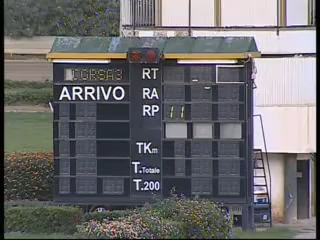 CORSA3 RT
ARRIVO RA
RP 11
TKm
T.Totale
T.200